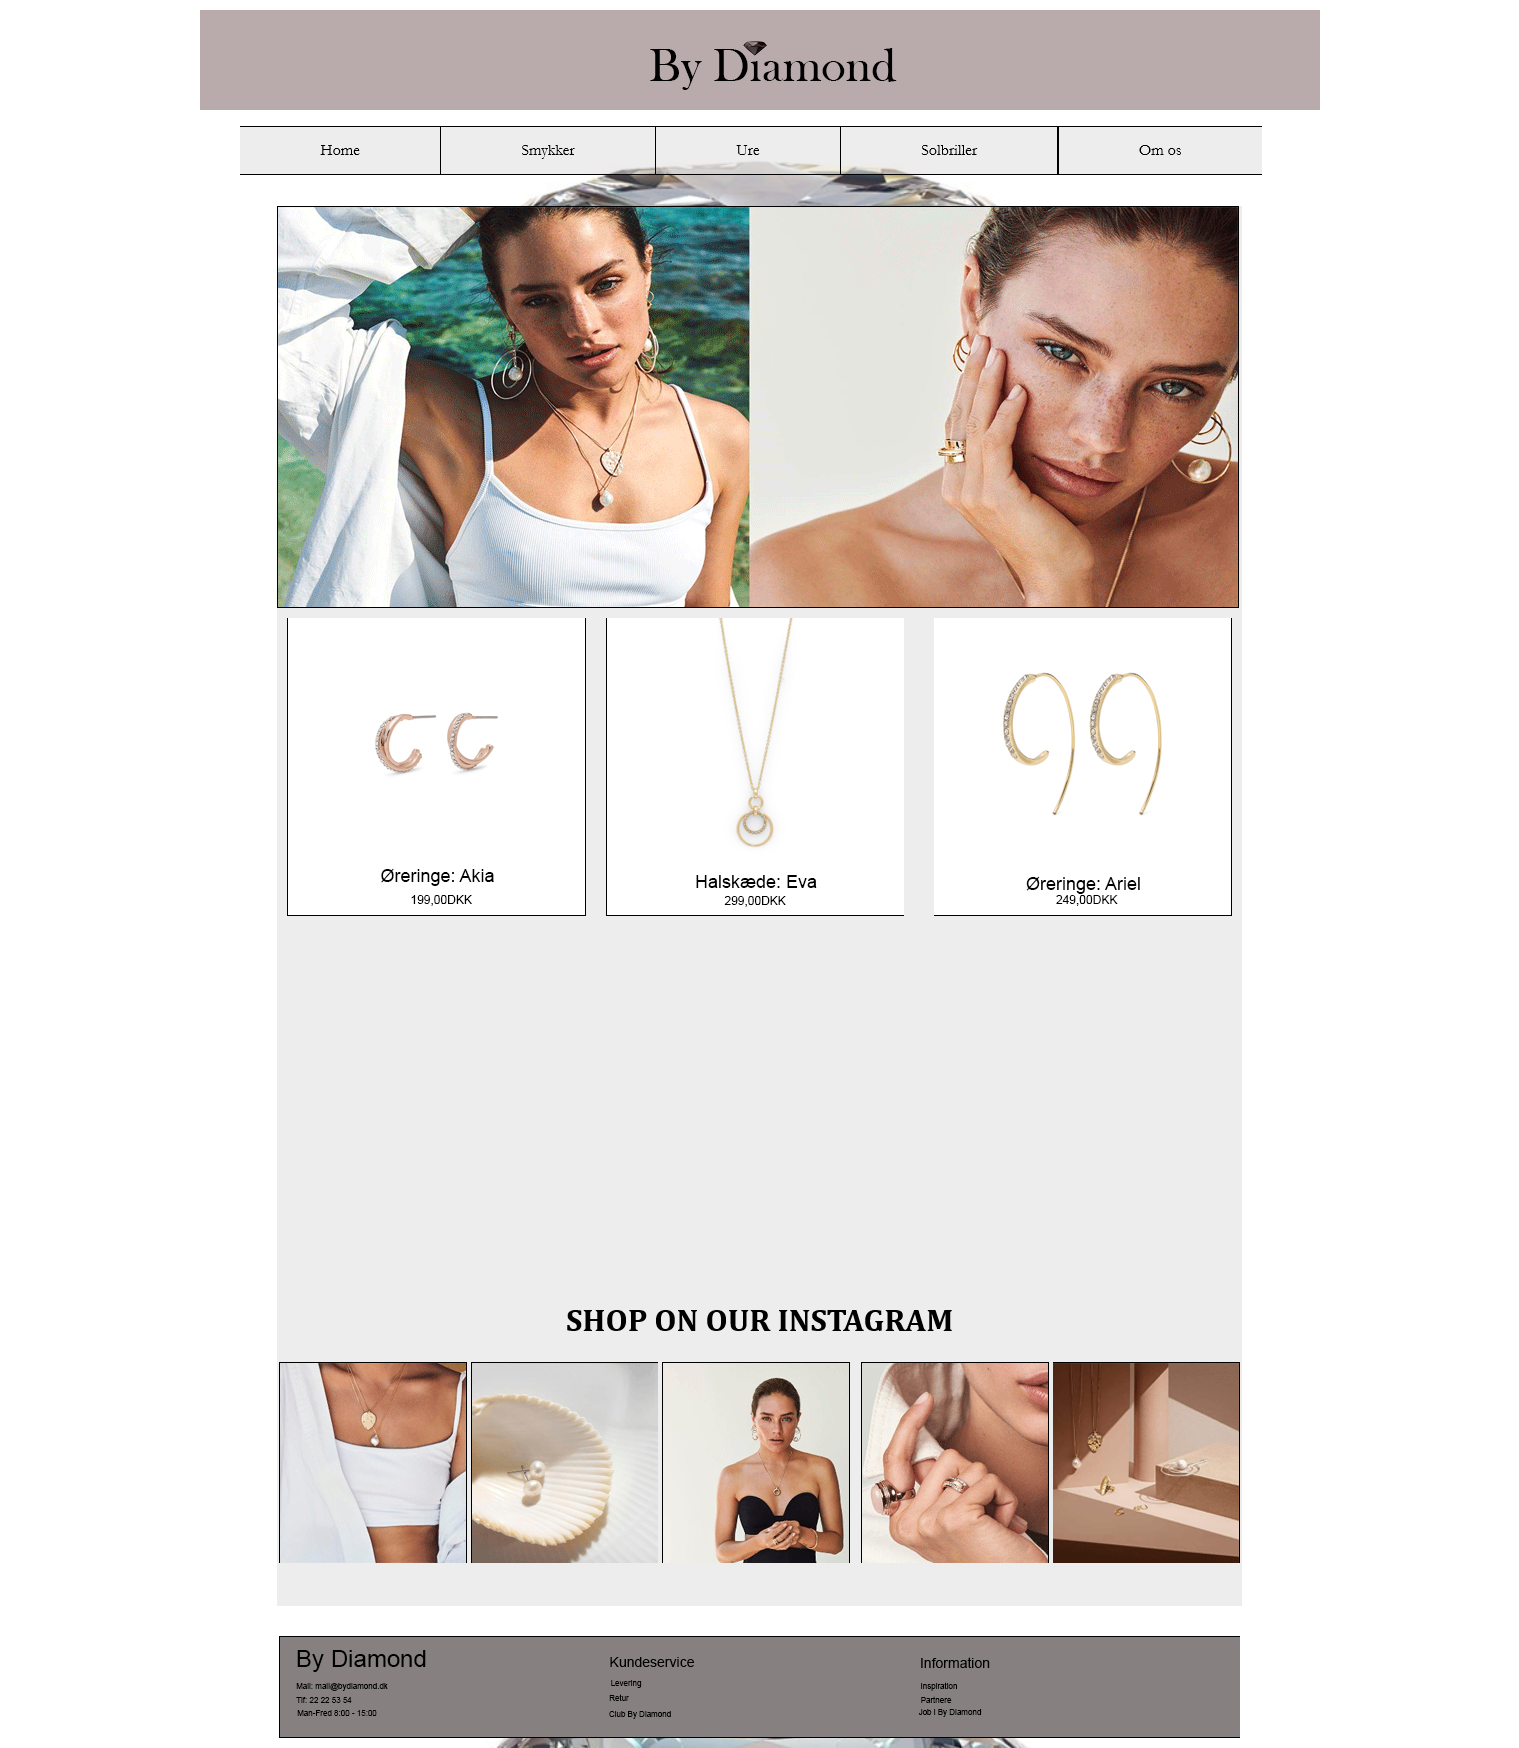 By Diamond
Home
Smykker
Ure
Solbriller
Om os
Øreringe: Akia
199,00DKK
Halskæde: Eva
299,00DKK
Øreringe: Ariel
249,00DKK
SHOP ON OUR INSTAGRAM
By Diamond
Mail: mail@bydiamond.dk
Tlf: 22 22 53 54
Man-Fred 8:00 - 15:00
Kundeservice
Levering
Retur
Club By Diamond
Information
Inspiration
Partnere
Job I By Diamond